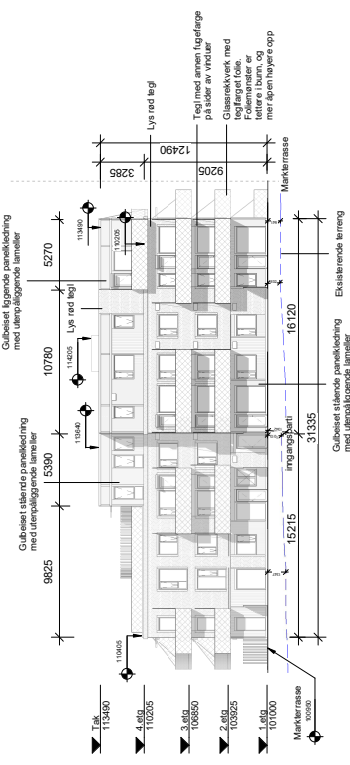 Gulbeiset liggende panelkledning
med utenpåliggende lameller
Gulbeiset stående panelkledning
med utenpåliggende lameller
Lys rød tegl
9825
5390
10780
5270
113640
114205
113490
110205
110405
Tak
113490
4.etg
110205
3.etg
106850
2.etg
103925
1.etg
101000
Lys rød tegl
Tegl med annen fugefarge
på sider av vinduer
Glassrekkverk med
teglfarget folie.
Foliemønster er
tettere i bunn, og
mer åpen høyere opp
3285
9205
12490
Markterrasse
inngangsparti
15215
16120
31335
Eksisterende terreng
Markterrasse
100950
Gulbeiset stående panelkledning
med utenpåliggende lameller